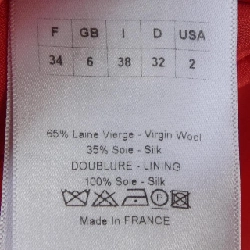 F GB I D USA
34 6 38 32 2
65% Laine Vierge - Virgin Wool
35% Soie - Silk
DOUBLURE - LINING
100% Soie - Silk
Made In FRANCE